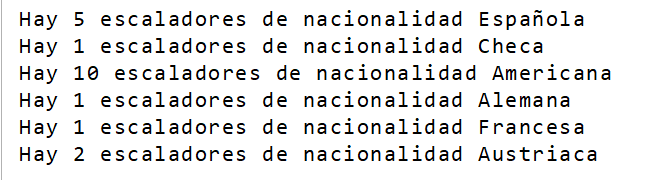 Hay 5 escaladores de nacionalidad Española
Hay 1 escaladores de nacionalidad Checa
Hay 10 escaladores de nacionalidad Americana
Hay 1 escaladores de nacionalidad Alemana
Hay 1 escaladores de nacionalidad Francesa
Hay 2 escaladores de nacionalidad Austriaca